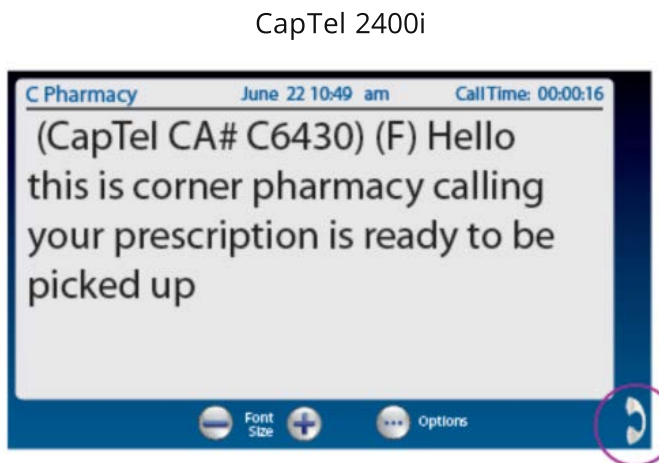 CapTel 2400i
C Pharmacy June 22 10:49 am Call Time: 00:00:16
(CapTel CA# C6430) (F) Hello
this is corner pharmacy calling
your prescription is ready to be
picked up
Font Size Options